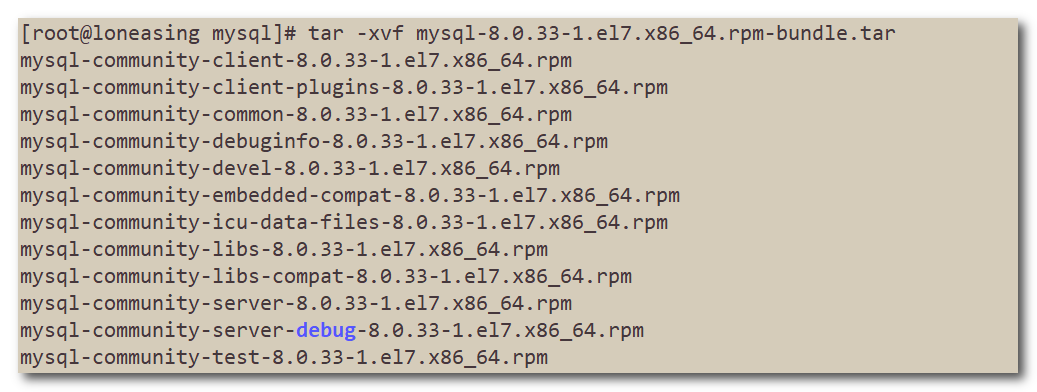 [root@loneasing mysql]# tar -xvf mysql-8.0.33-1.el7.x86_64.rpm-bundle.tar
mysql-community-client-8.0.33-1.el7.x86_64.rpm
mysql-community-client-plugins-8.0.33-1.el7.x86_64.rpm
mysql-community-common-8.0.33-1.el7.x86_64.rpm
mysql-community-debuginfo-8.0.33-1.el7.x86_64.rpm
mysql-community-devel-8.0.33-1.el7.x86_64.rpm
mysql-community-embedded-compat-8.0.33-1.el7.x86_64.rpm
mysql-community-icu-data-files-8.0.33-1.el7.x86_64.rpm
mysql-community-libs-8.0.33-1.el7.x86_64.rpm
mysql-community-libs-compat-8.0.33-1.el7.x86_64.rpm
mysql-community-server-8.0.33-1.el7.x86_64.rpm
mysql-community-server-debug-8.0.33-1.el7.x86_64.rpm
mysql-community-test-8.0.33-1.el7.x86_64.rpm